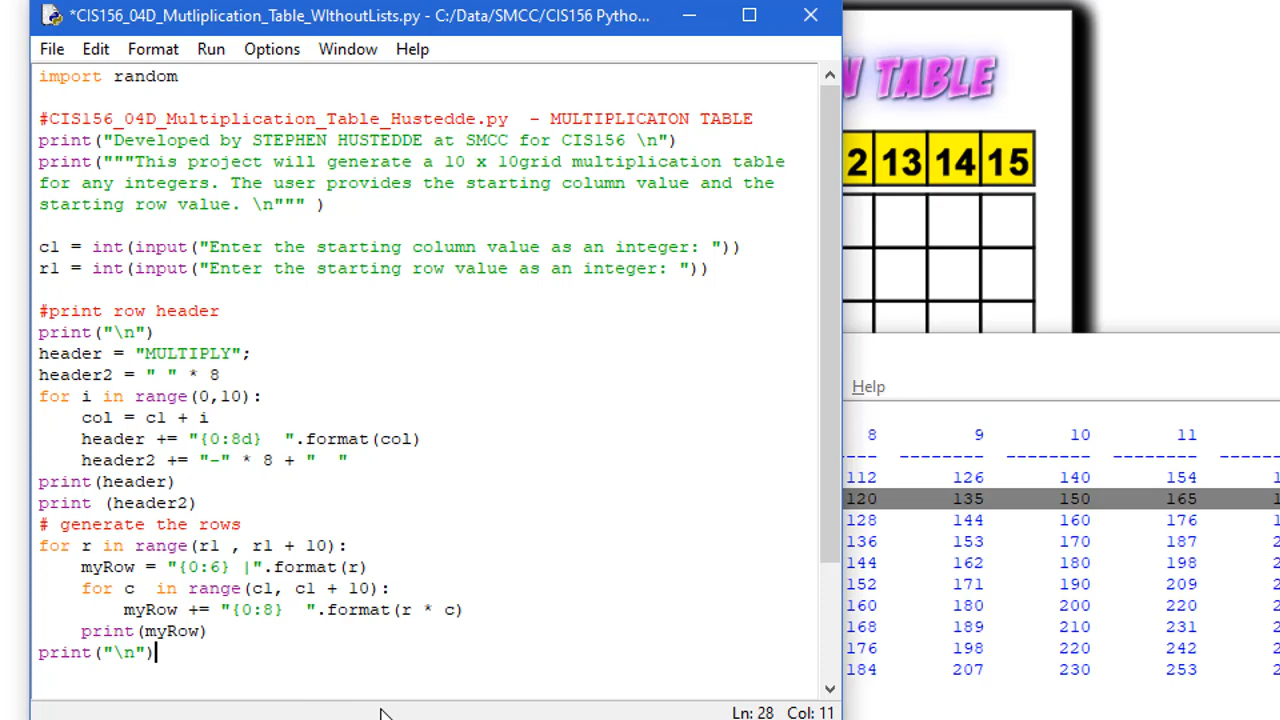 *CIS156_04D_Mutliplication_Table_WIthoutLists.py - C:/Data/SMCC/CIS156 Pytho...
File Edit Format Run Options Window Help
import random
#CIS156_04D_Multiplication_Table_Hustedde.py  - MULTIPLICATON TABLE
print("Developed by STEPHEN HUSTEDDE at SMCC for CIS156 \n")
print("""This project will generate a 10 x 10grid multiplication table
for any integers. The user provides the starting column value and the
starting row value. \n""" )
c1 = int(input("Enter the starting column value as an integer: "))
r1 = int(input("Enter the starting row value as an integer: "))
#print row header
print("\n")
header = "MULTIPLY";
header2 = " " * 8
for i in range(0,10):
    col = c1 + i
    header += "{0:8d}  ".format(col)
    header2 += "-" * 8 + "  "
print(header)
print (header2)
# generate the rows
for r in range(r1 , r1 + 10):
    myRow = "{0:6} |".format(r)
    for c  in range(c1, c1 + 10):
        myRow += "{0:8}  ".format(r * c)
    print(myRow)
print("\n")
Ln: 28 Col: 11
N TABLE
2 13 14 15
Help
8 9 10 11
---- -------- -------- -------- ------
112 126 140 154 1
120 135 150 165 1
128 144 160 176
136 153 170 187
144 162 180 198
152 171 190 209
160 180 200 220
168 189 210 231
176 198 220 242
184 207 230 253